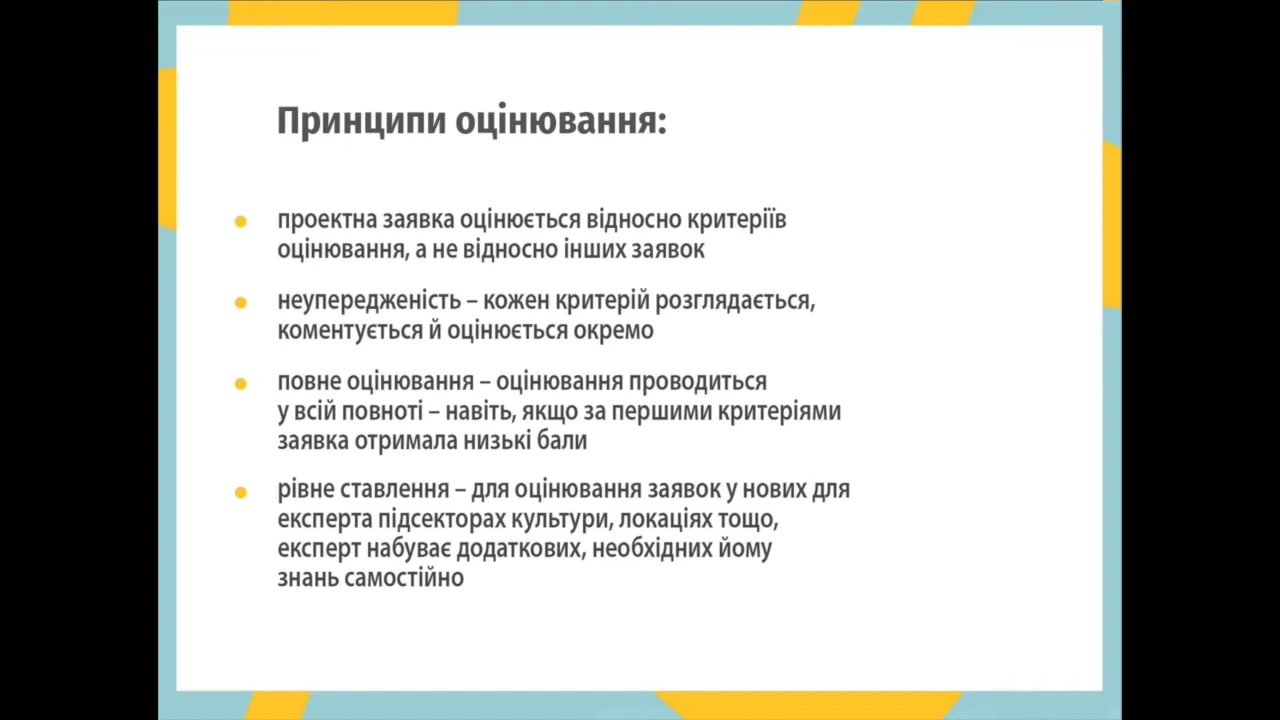 Принципи оцінювання:
проектна заявка оцінюється відносно критеріїв
оцінювання, а не відносно інших заявок
неупередженість – кожен критерій розглядається,
коментується й оцінюється окремо
повне оцінювання – оцінювання проводиться
у всій повноті – навіть, якщо за першими критеріями
заявка отримала низькі бали
рівне ставлення – для оцінювання заявок у нових для
експерта підсекторах культури, локаціях тощо,
експерт набуває додаткових, необхідних йому
знань самостійно